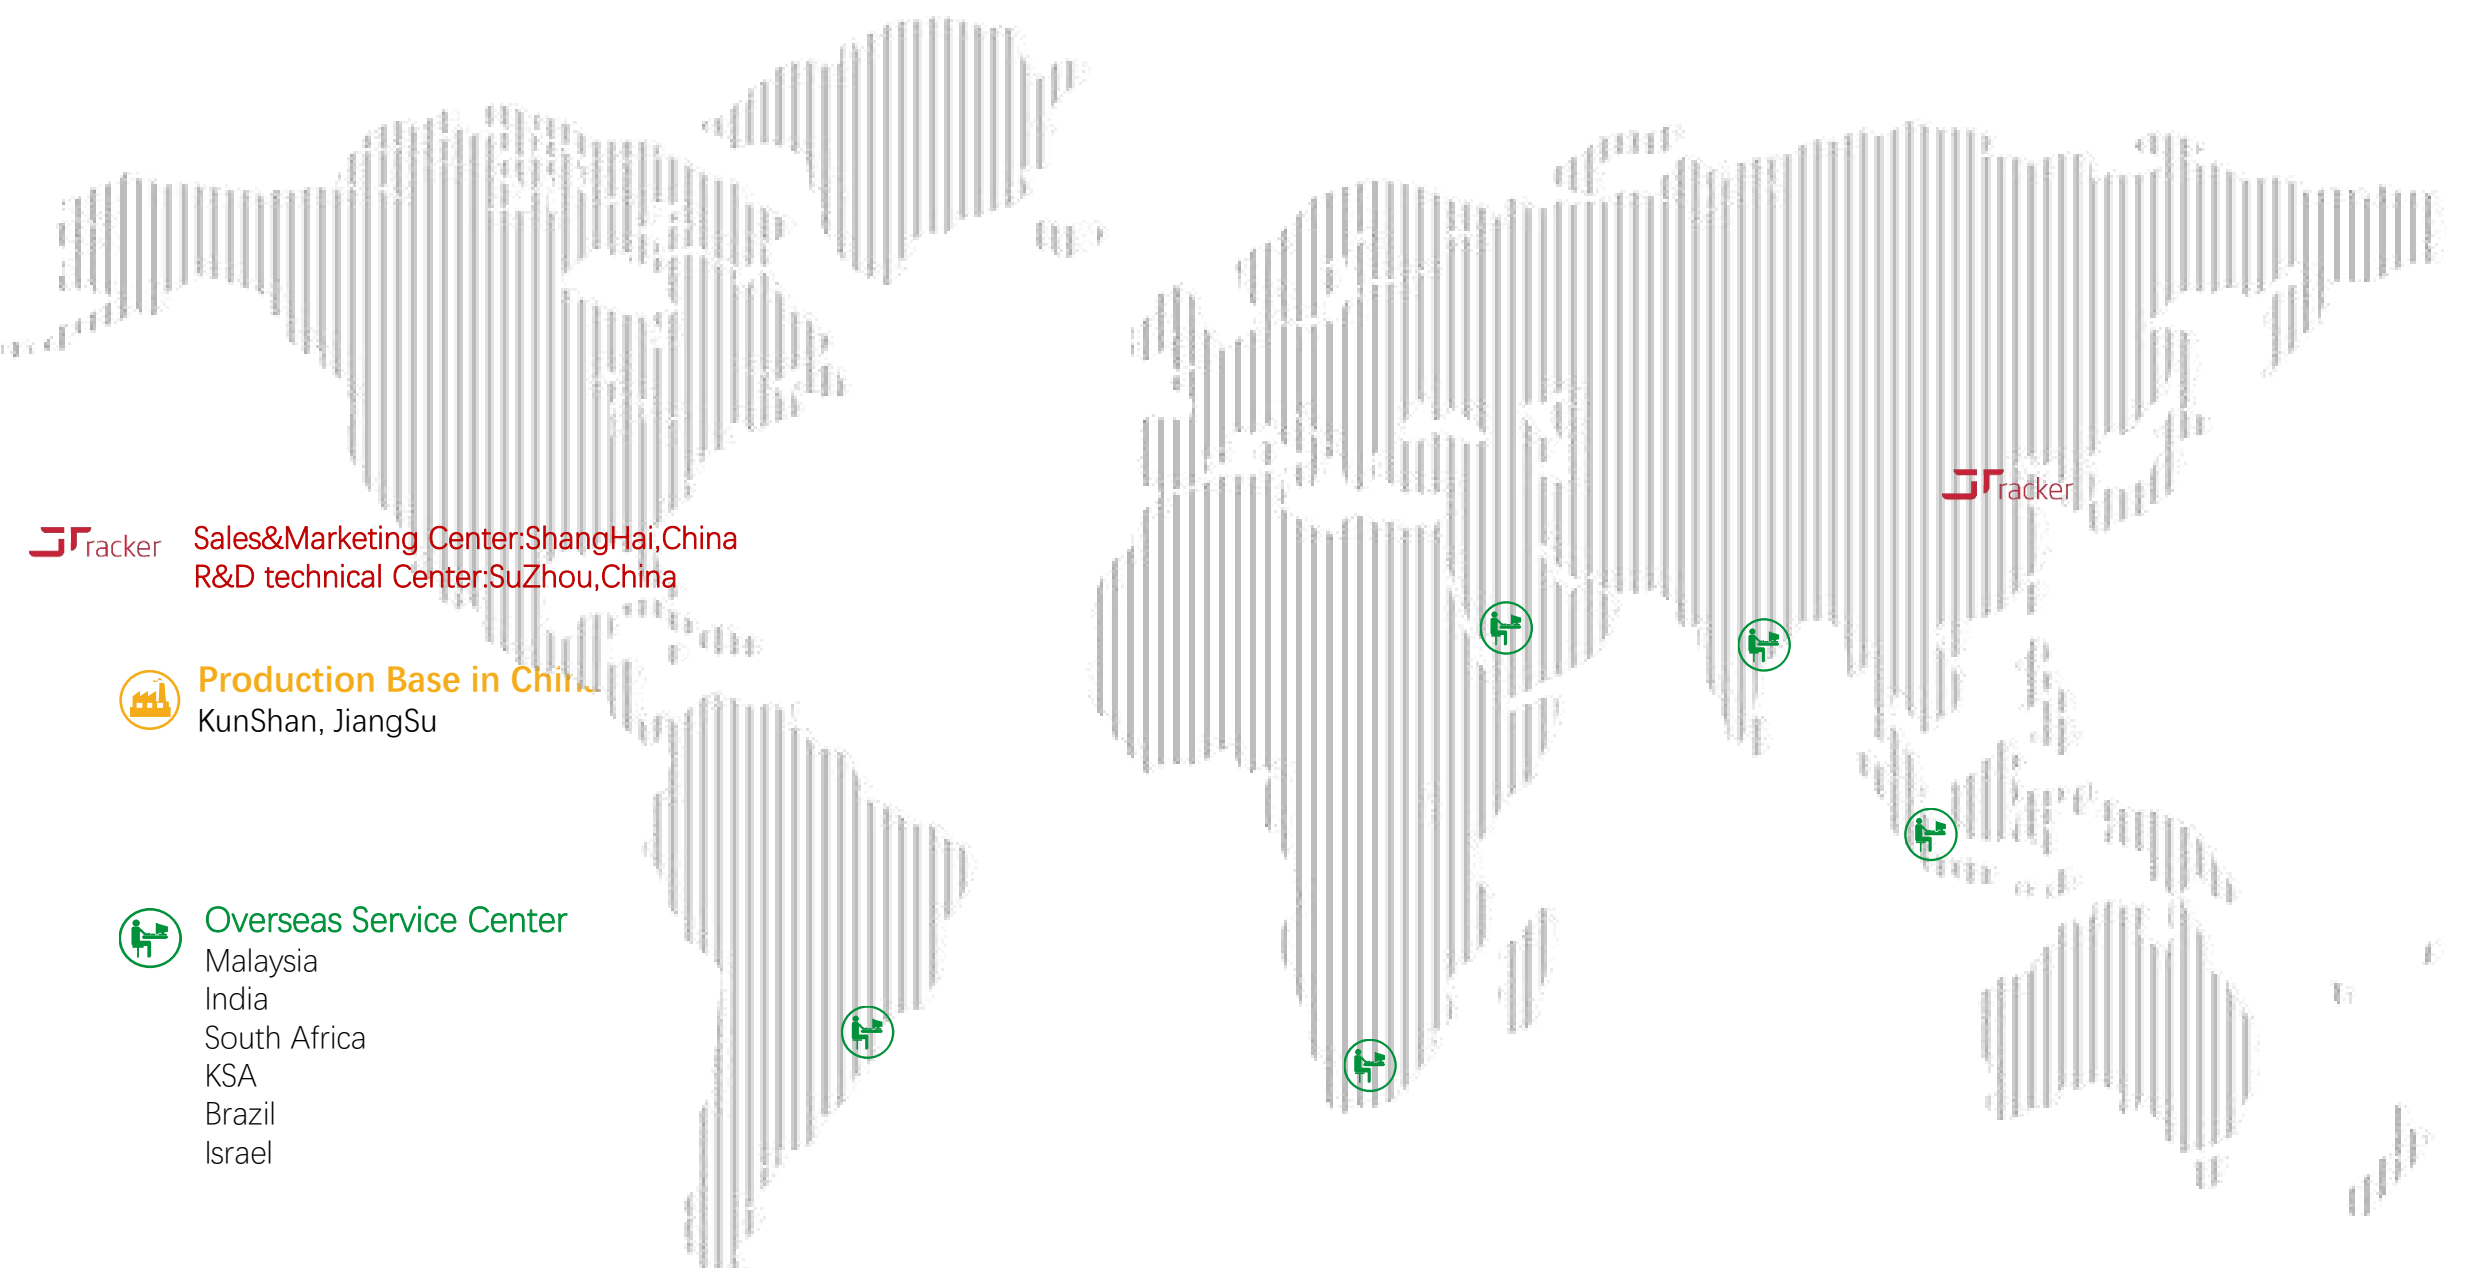 JTracker
Sales&Marketing Center:ShangHai,China
R&D technical Center:SuZhou,China
Production Base in China
KunShan, JiangSu
Overseas Service Center
Malaysia
India
South Africa
KSA
Brazil
Israel
JTracker